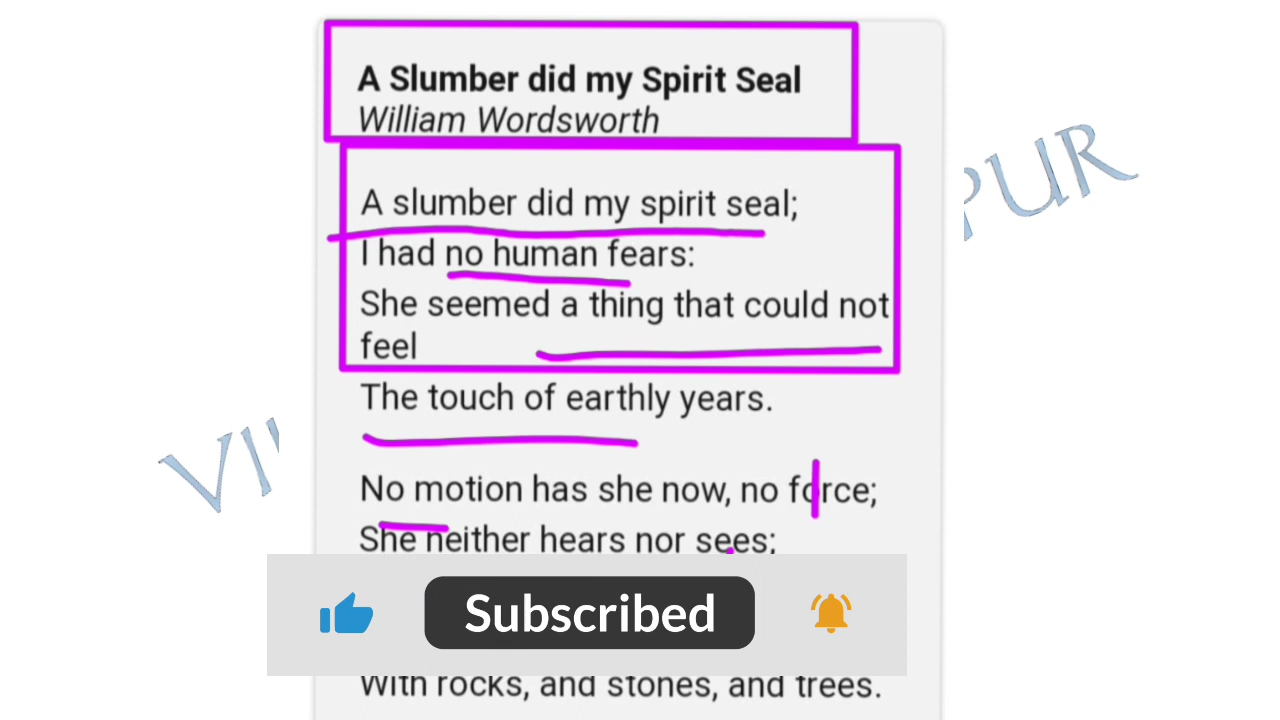 A Slumber did my Spirit Seal
William Wordsworth
A slumber did my spirit seal;
I had no human fears:
She seemed a thing that could not
feel
The touch of earthly years.
No motion has she now, no force;
She neither hears nor sees;
Subscribed
With rocks, and stones, and trees.